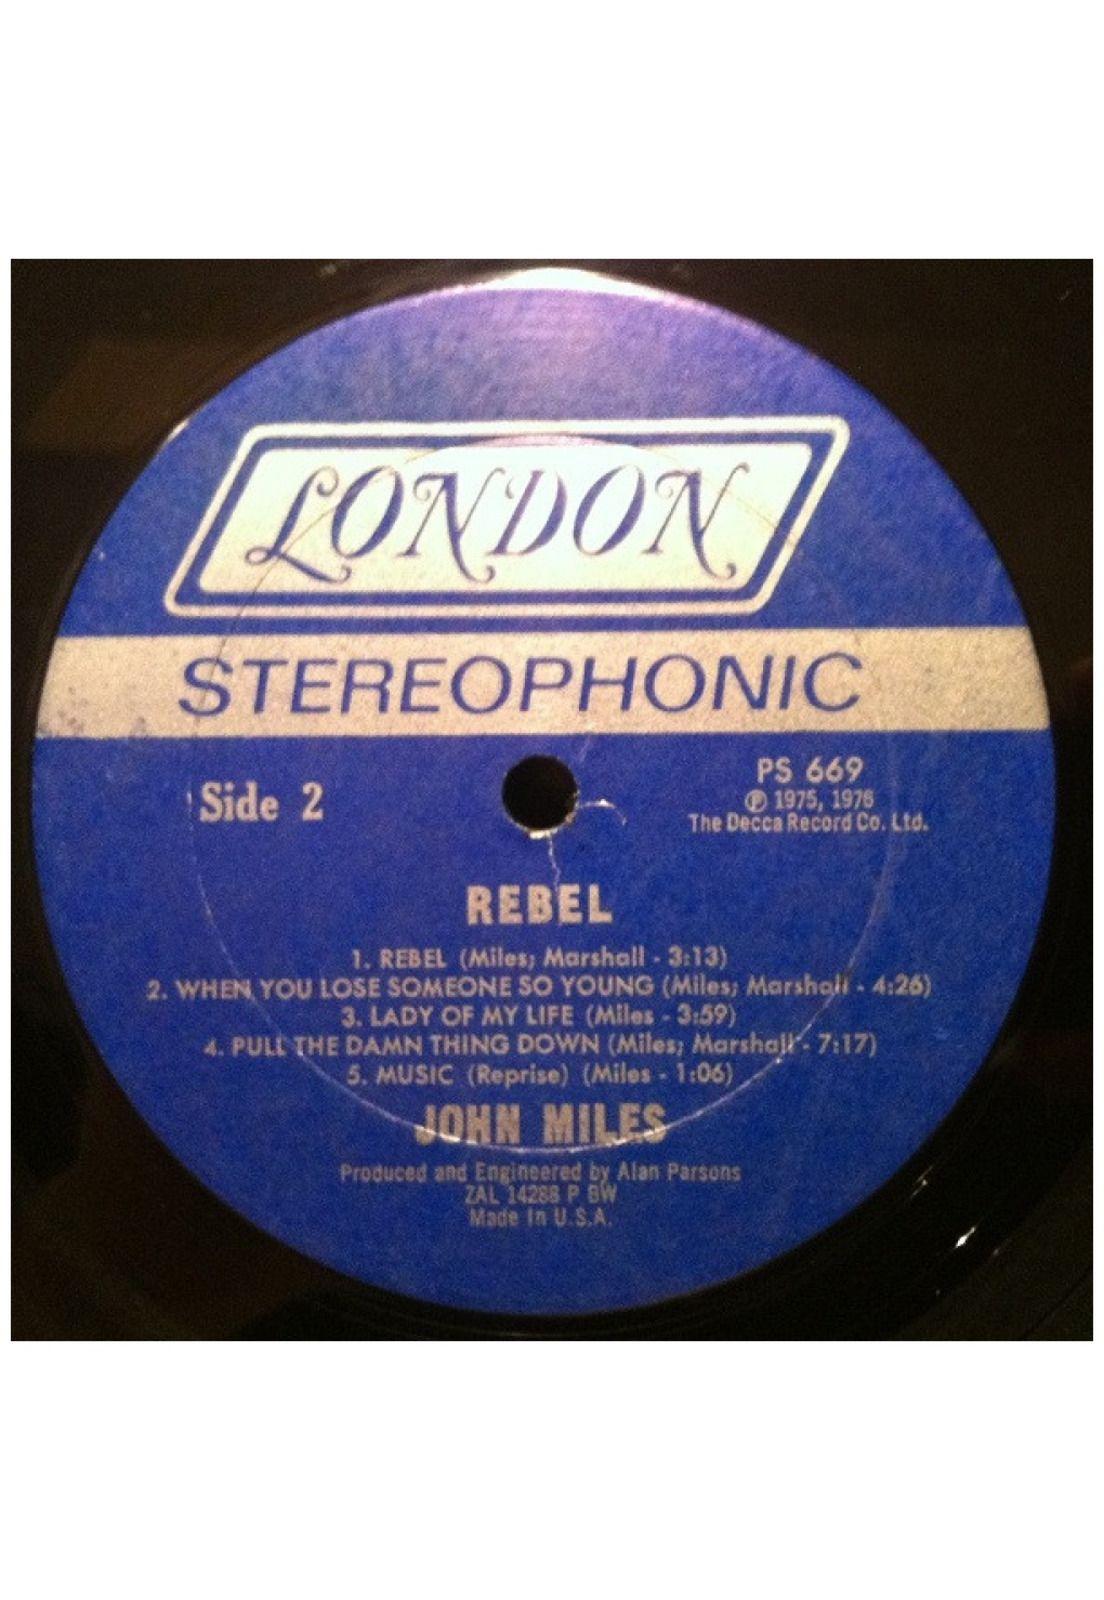 LONDON
STEREOPHONIC
Side 2
PS 669
Ⓟ 1975, 1976
The Decca Record Co. Ltd.
REBEL
1. REBEL (Miles; Marshall - 3:13)
2. WHEN YOU LOSE SOMEONE SO YOUNG (Miles; Marshall - 4:26)
3. LADY OF MY LIFE (Miles - 3:59)
4. PULL THE DAMN THING DOWN (Miles; Marshall - 7:17)
5. MUSIC (Reprise) (Miles - 1:06)
JOHN MILES
Produced and Engineered by Alan Parsons
ZAL 14288 P BW
Made in U.S.A.